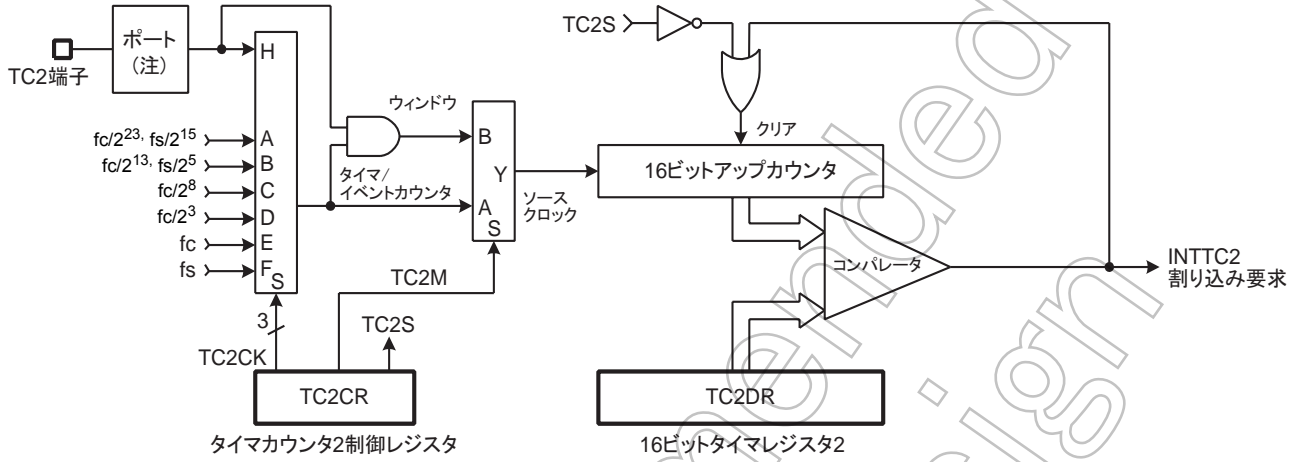 TC2端子
ポート
(注)
H
fc/2^23, fs/2^15
A
fc/2^13, fs/2^5
B
fc/2^8
C
fc/2^3
D
fc
E
fs
F
S
3
TC2CK
ウィンドウ
タイマ/
イベントカウンタ
B
Y
A
S
TC2M
TC2S
ソース
クロック
TC2CR
タイマカウンタ2制御レジスタ
TC2S
クリア
16ビットアップカウンタ
コンパレータ
INTTC2
割り込み要求
TC2DR
16ビットタイマレジスタ2
mended
sign